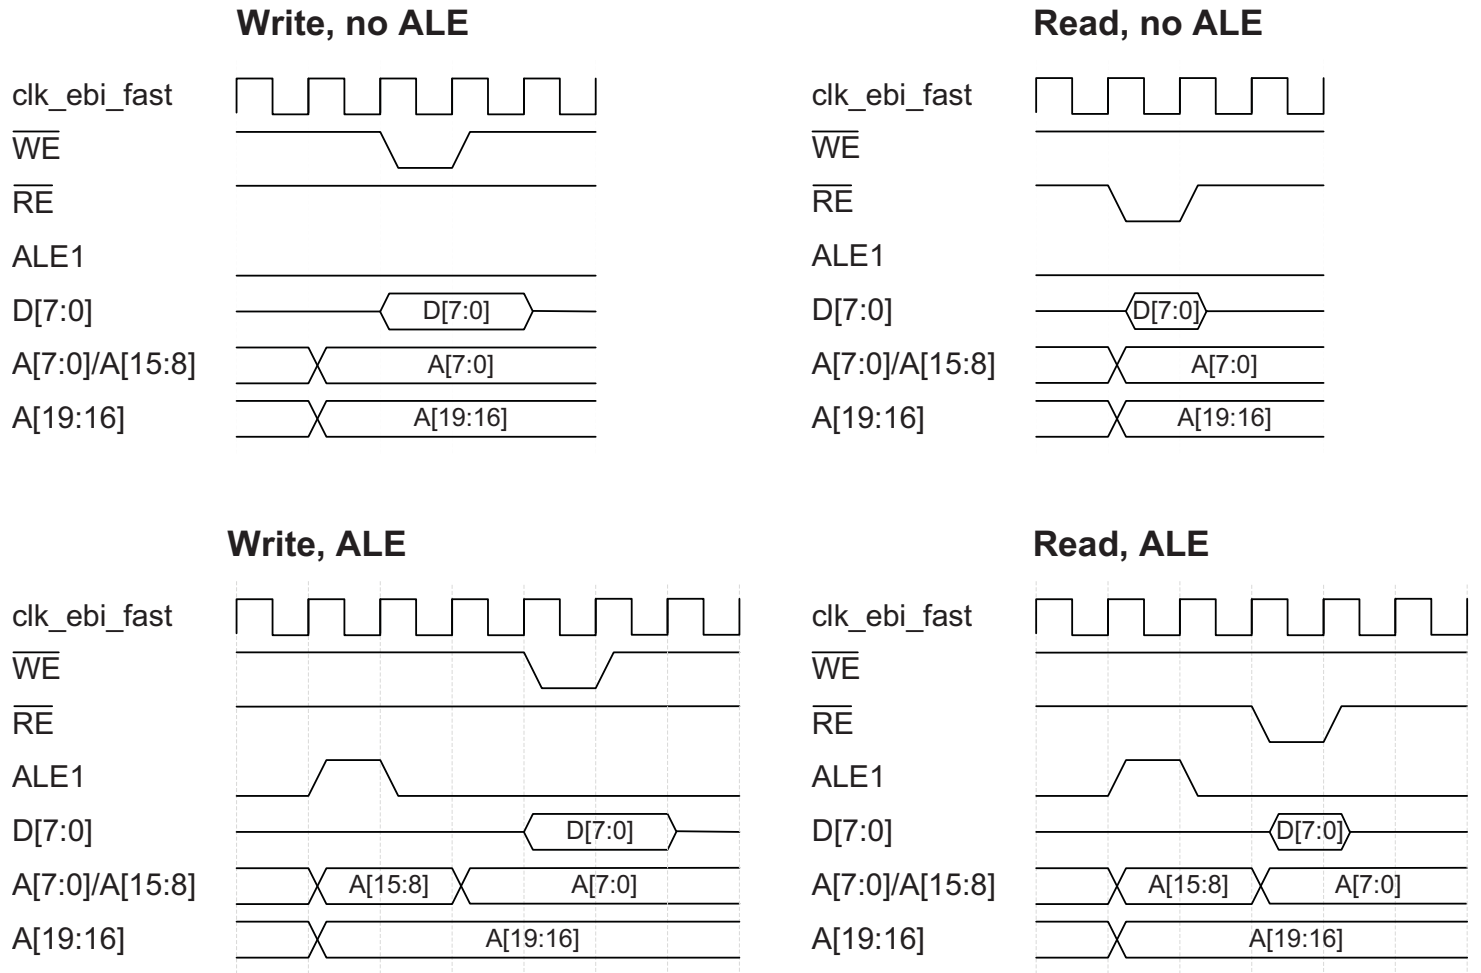 Write, no ALE
clk_ebi_fast
WE
RE
ALE1
D[7:0] D[7:0]
A[7:0]/A[15:8] A[7:0]
A[19:16] A[19:16]
Read, no ALE
clk_ebi_fast
WE
RE
ALE1
D[7:0] D[7:0]
A[7:0]/A[15:8] A[7:0]
A[19:16] A[19:16]
Write, ALE
clk_ebi_fast
WE
RE
ALE1
D[7:0] D[7:0]
A[7:0]/A[15:8] A[15:8] A[7:0]
A[19:16] A[19:16]
Read, ALE
clk_ebi_fast
WE
RE
ALE1
D[7:0] D[7:0]
A[7:0]/A[15:8] A[15:8] A[7:0]
A[19:16] A[19:16]